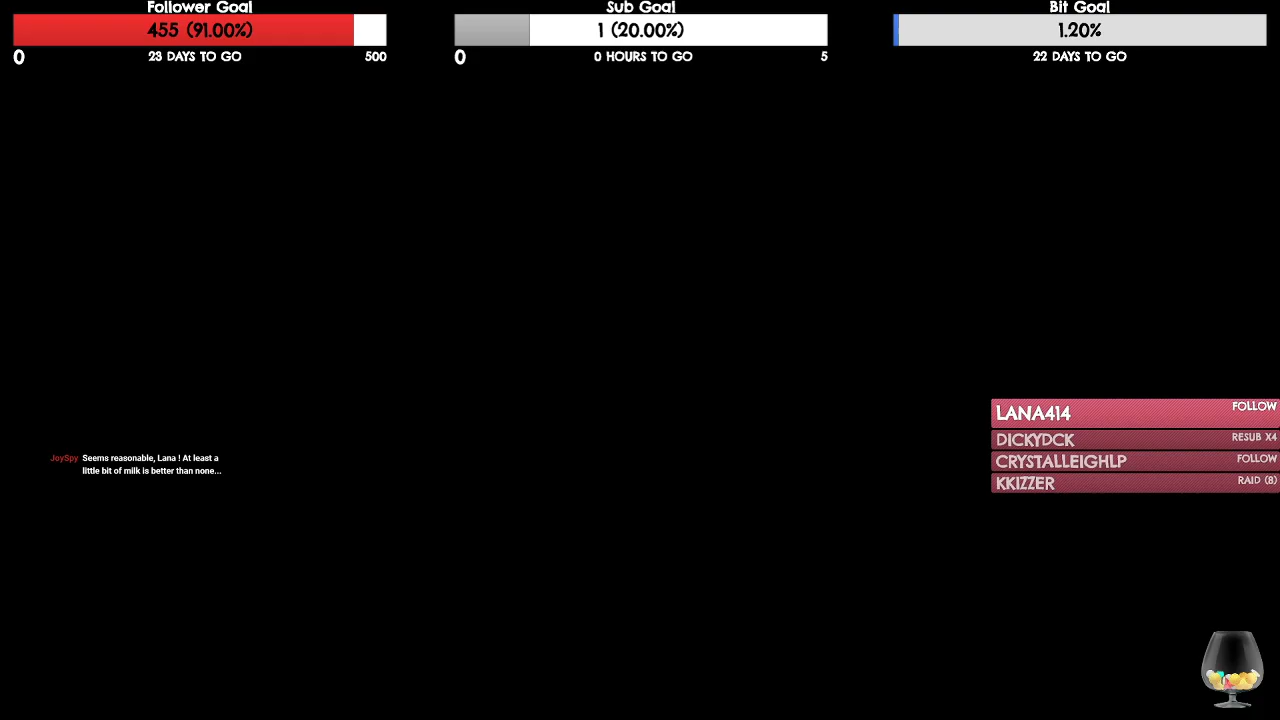 Follower Goal
455 (91.00%)
0
23 DAYS TO GO
500
Sub Goal
1 (20.00%)
0
0 HOURS TO GO
5
Bit Goal
1.20%
22 DAYS TO GO
LANA414
FOLLOW
DICKYDCK
RESUB X4
CRYSTALLEIGHLP
FOLLOW
KKIZZER
RAID (8)
JoySpy Seems reasonable, Lana ! At least a
little bit of milk is better than none...